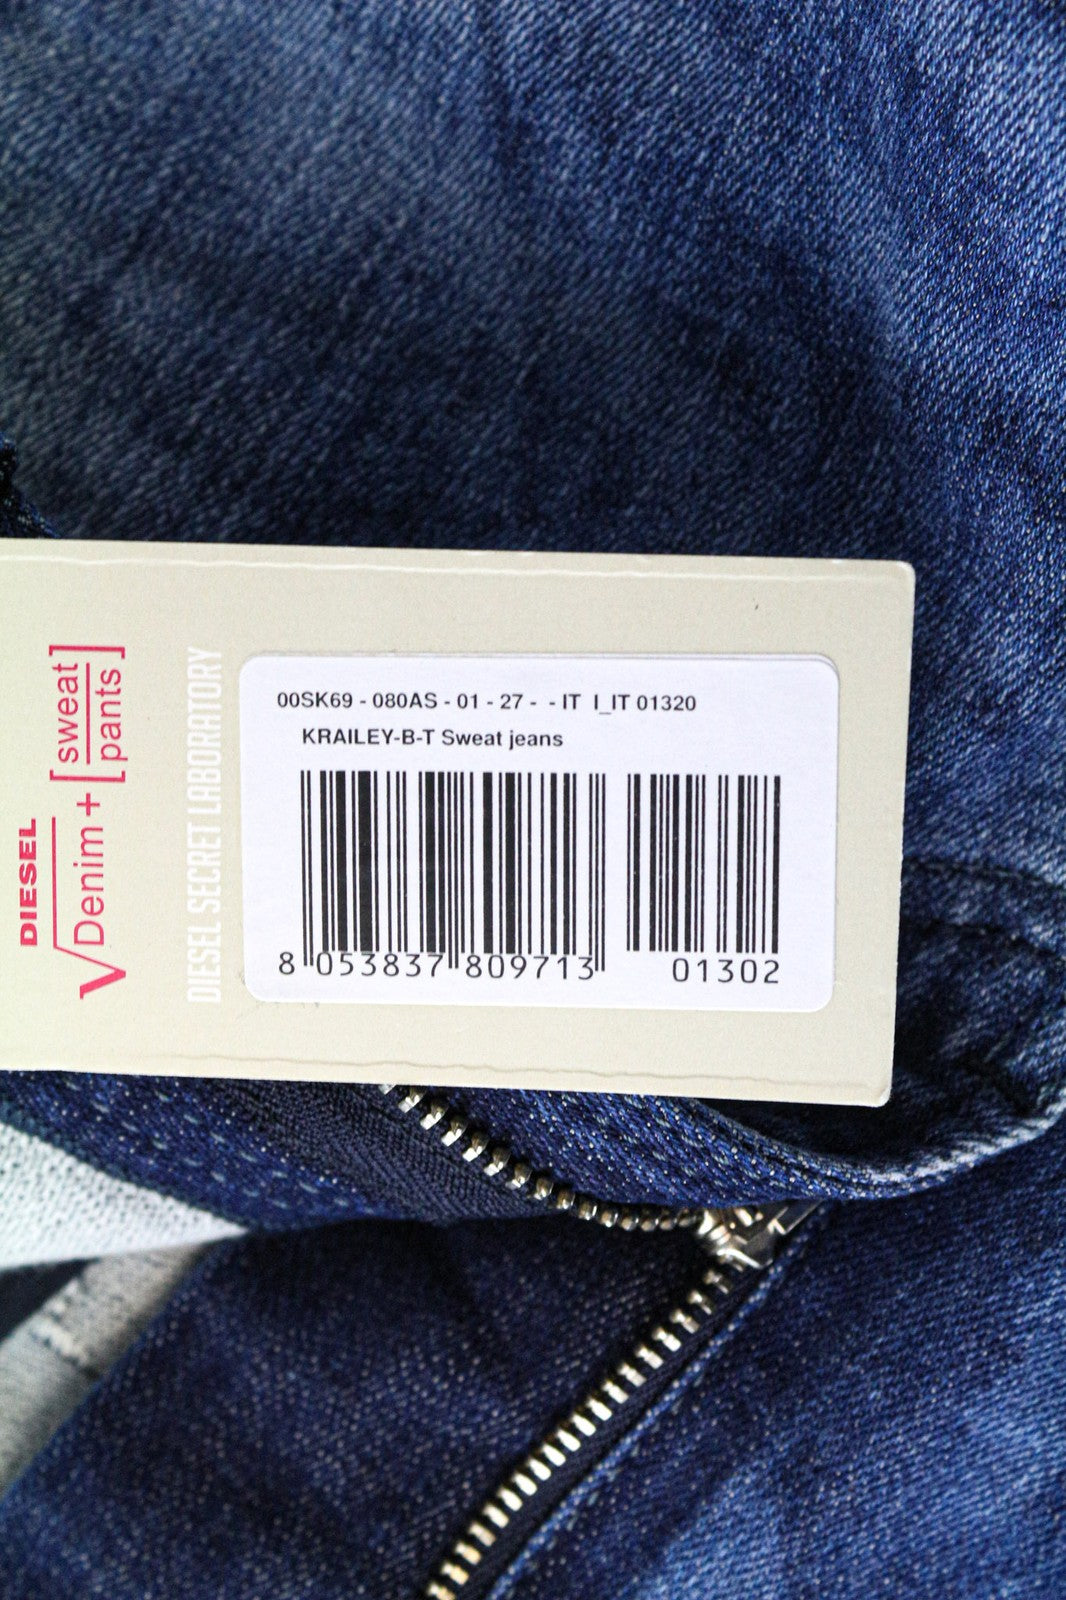 DIESEL
√Denim + [sweat
pants]
DIESEL SECRET LABORATORY
00SK69 - 080AS - 01 - 27 - - IT I_IT 01320
KRAILEY-B-T Sweat jeans
8 053837 809713 01302